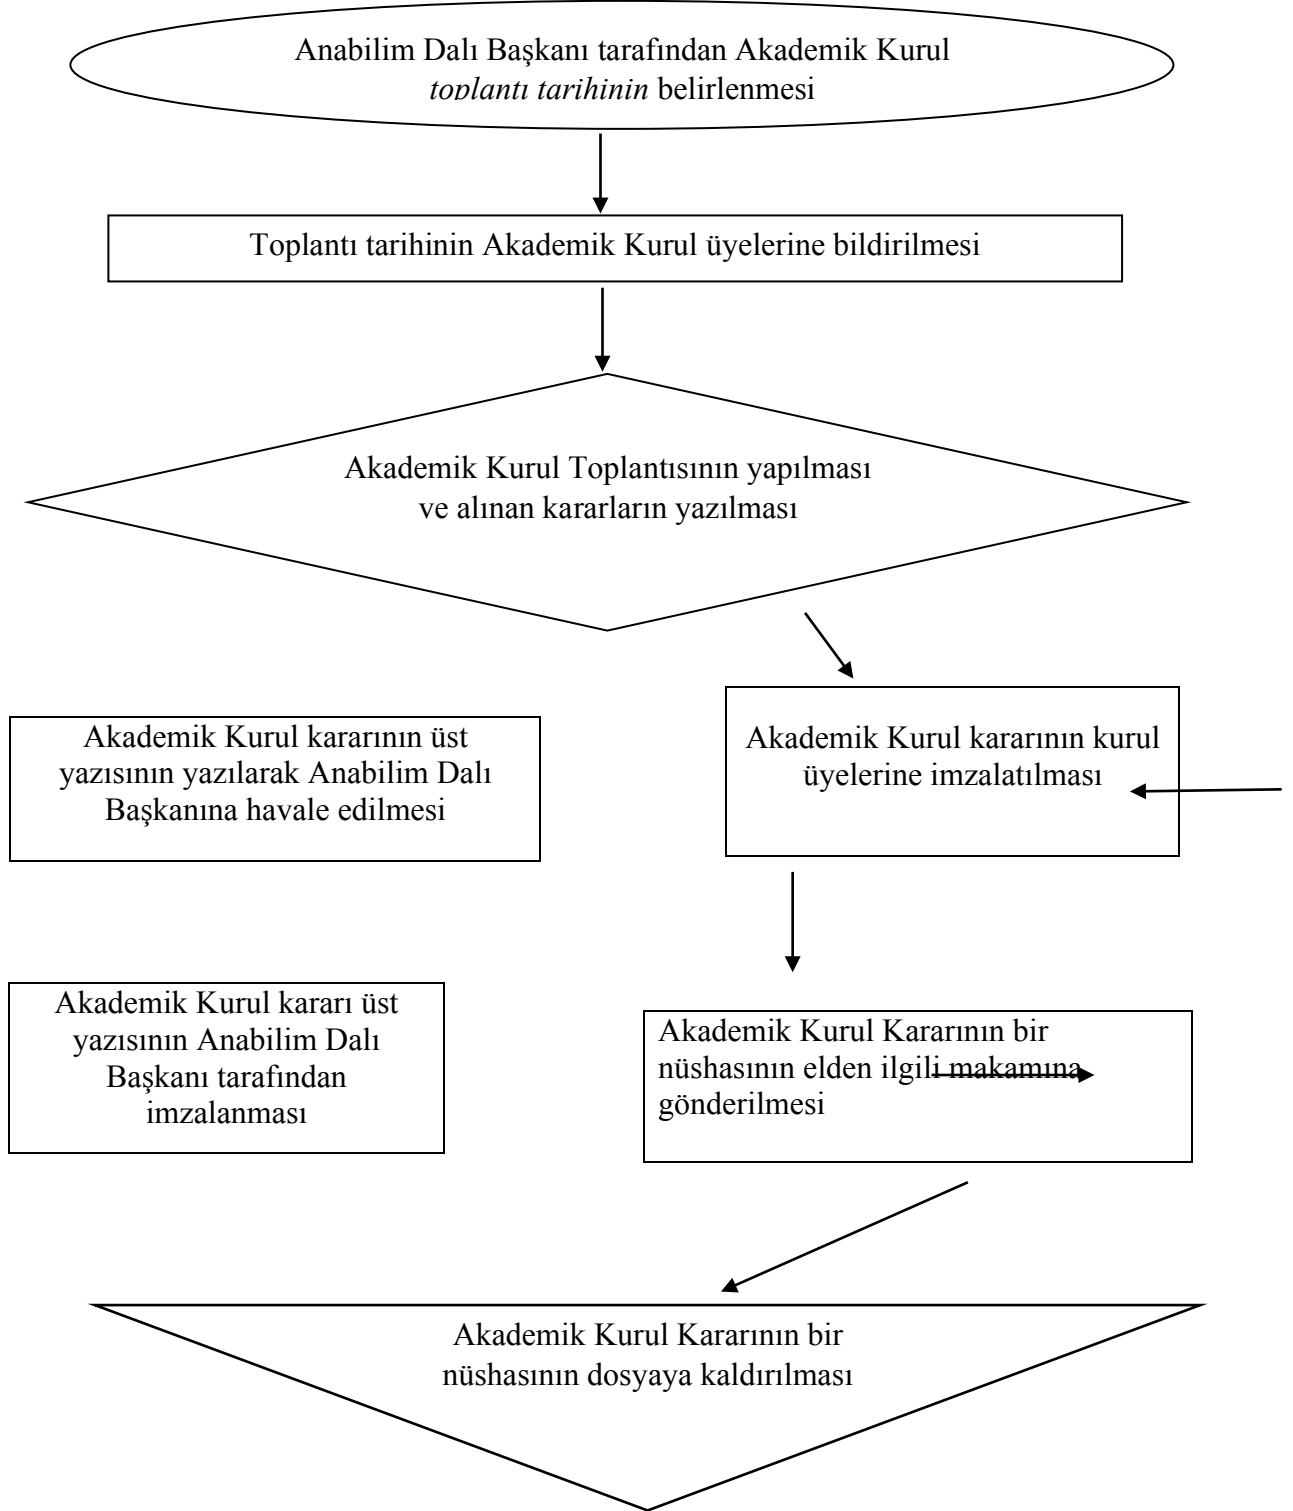 Anabilim Dalı Başkanı tarafından Akademik Kurul
toplantı tarihinin belirlenmesi
Toplantı tarihinin Akademik Kurul üyelerine bildirilmesi
Akademik Kurul Toplantısının yapılması
ve alınan kararların yazılması
Akademik Kurul kararının üst
yazısının yazılarak Anabilim Dalı
Başkanına havale edilmesi
Akademik Kurul kararının kurul
üyelerine imzalatılması
Akademik Kurul kararı üst
yazısının Anabilim Dalı
Başkanı tarafından
imzalanması
Akademik Kurul Kararının bir
nüshasının elden ilgili makamına
gönderilmesi
Akademik Kurul Kararının bir
nüshasının dosyaya kaldırılması